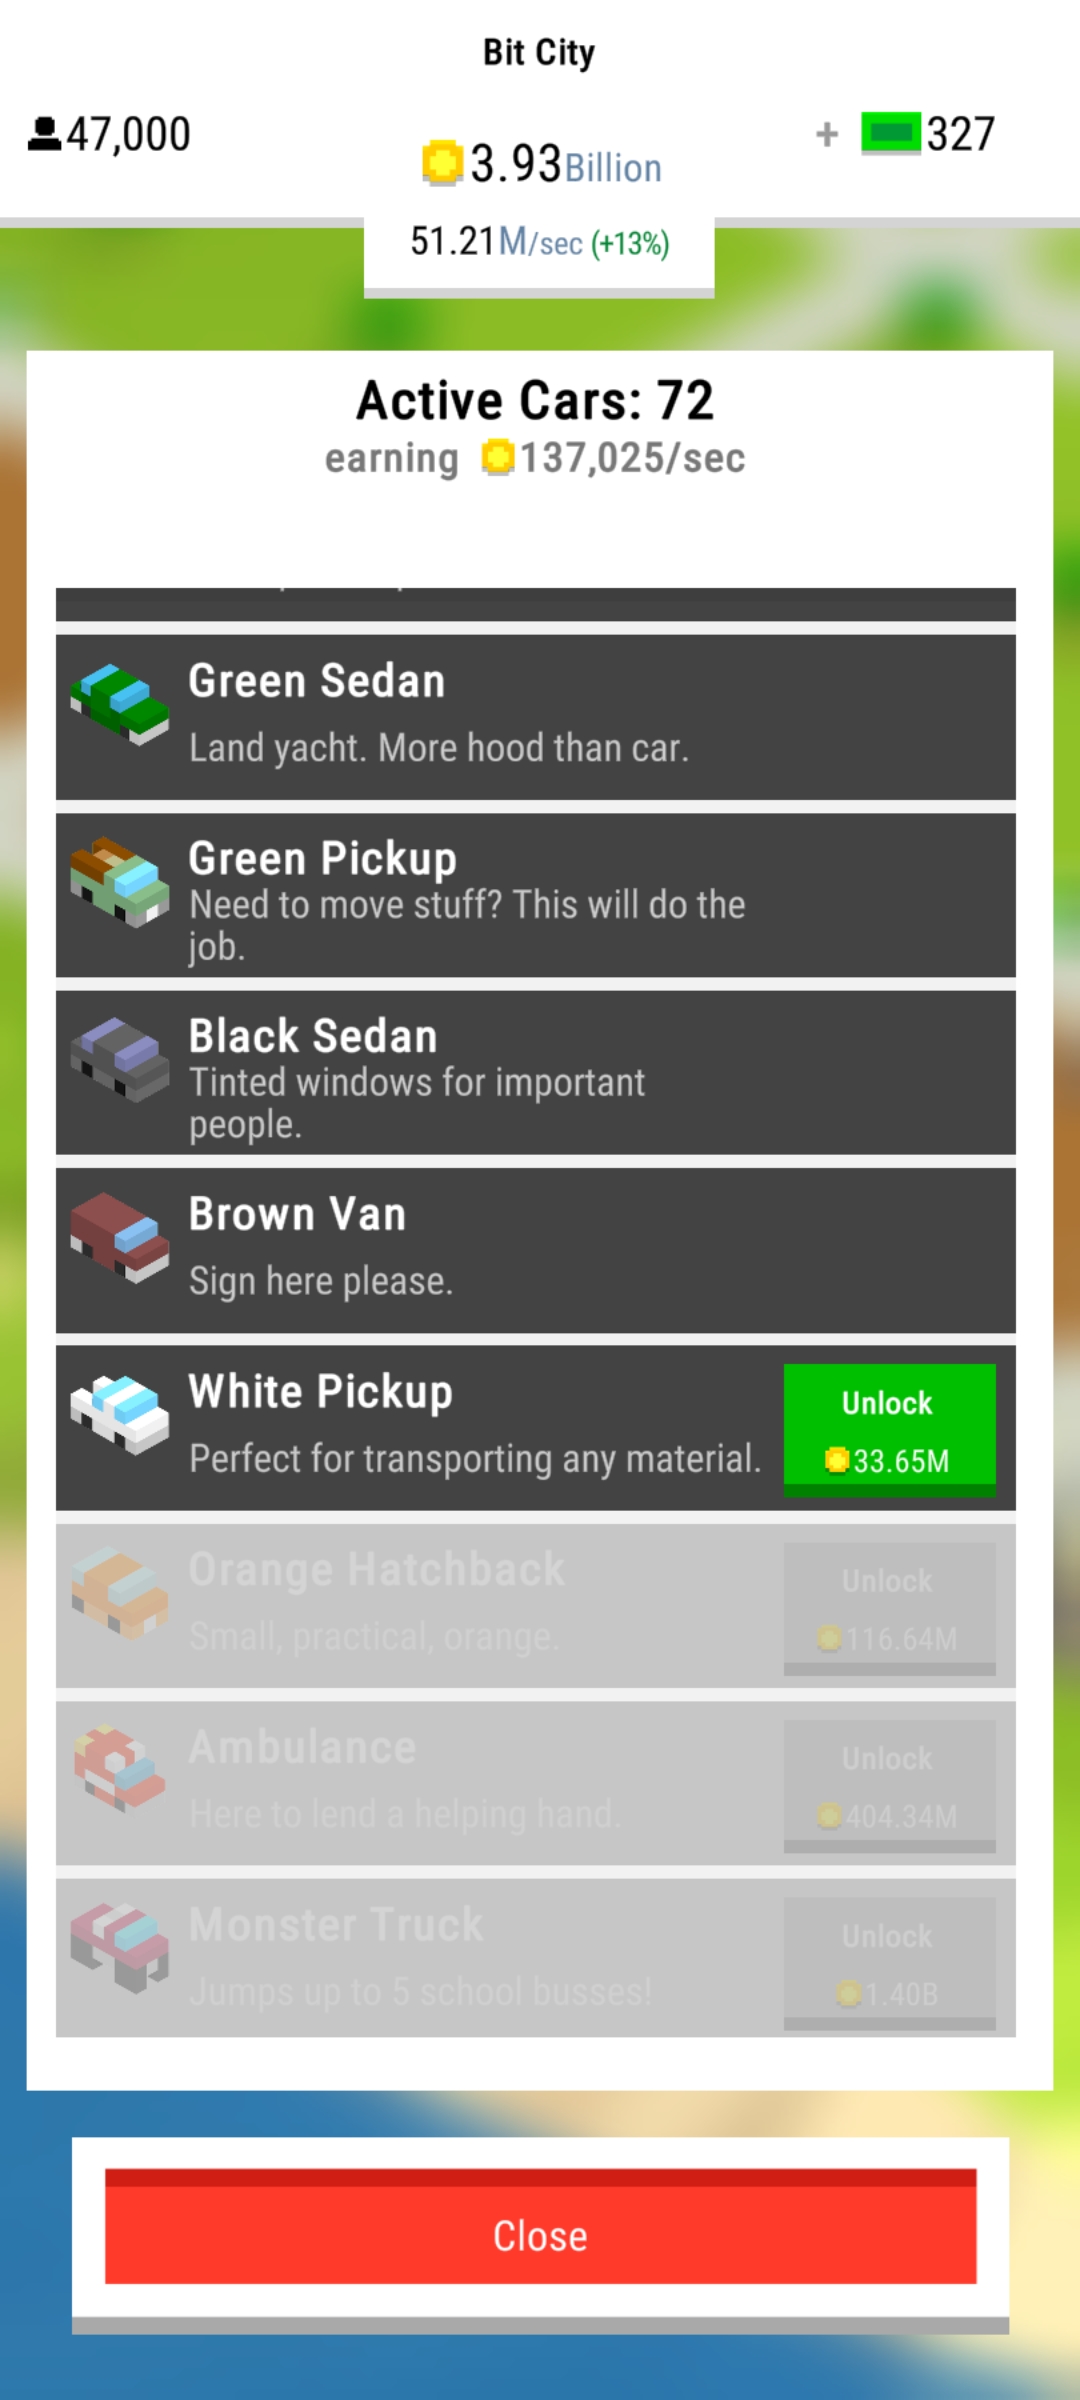 Bit City
47,000
3.93Billion
+ 327
51.21M/sec (+13%)
Active Cars: 72
earning 137,025/sec
Green Sedan
Land yacht. More hood than car.
Green Pickup
Need to move stuff? This will do the
job.
Black Sedan
Tinted windows for important
people.
Brown Van
Sign here please.
White Pickup
Perfect for transporting any material.
Unlock
33.65M
Orange Hatchback
Small, practical, orange.
Unlock
116.64M
Ambulance
Here to lend a helping hand.
Unlock
404.34M
Monster Truck
Jumps up to 5 school busses!
Unlock
1.40B
Close